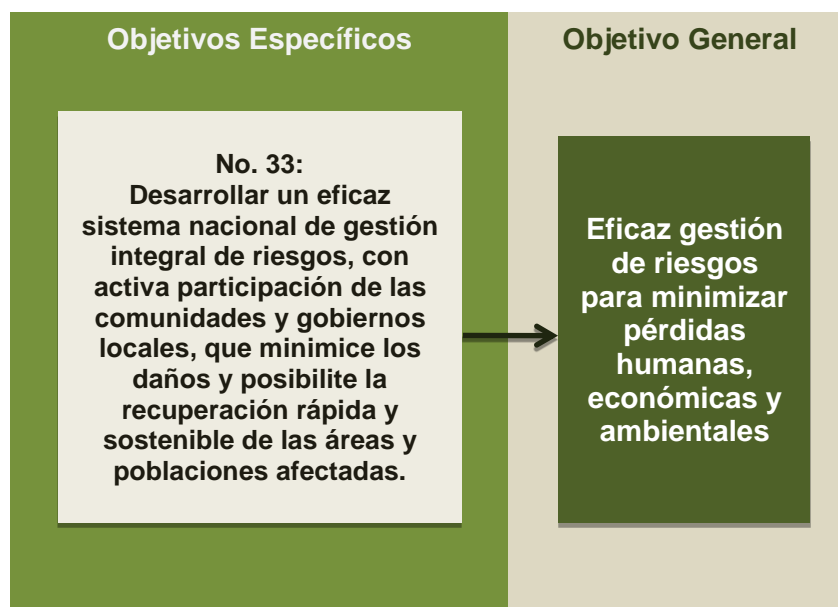 Objetivos Específicos
Objetivo General
No. 33:
Desarrollar un eficaz
sistema nacional de gestión
integral de riesgos, con
activa participación de las
comunidades y gobiernos
locales, que minimice los
daños y posibilite la
recuperación rápida y
sostenible de las áreas y
poblaciones afectadas.
Eficaz gestión
de riesgos
para minimizar
pérdidas
humanas,
económicas y
ambientales